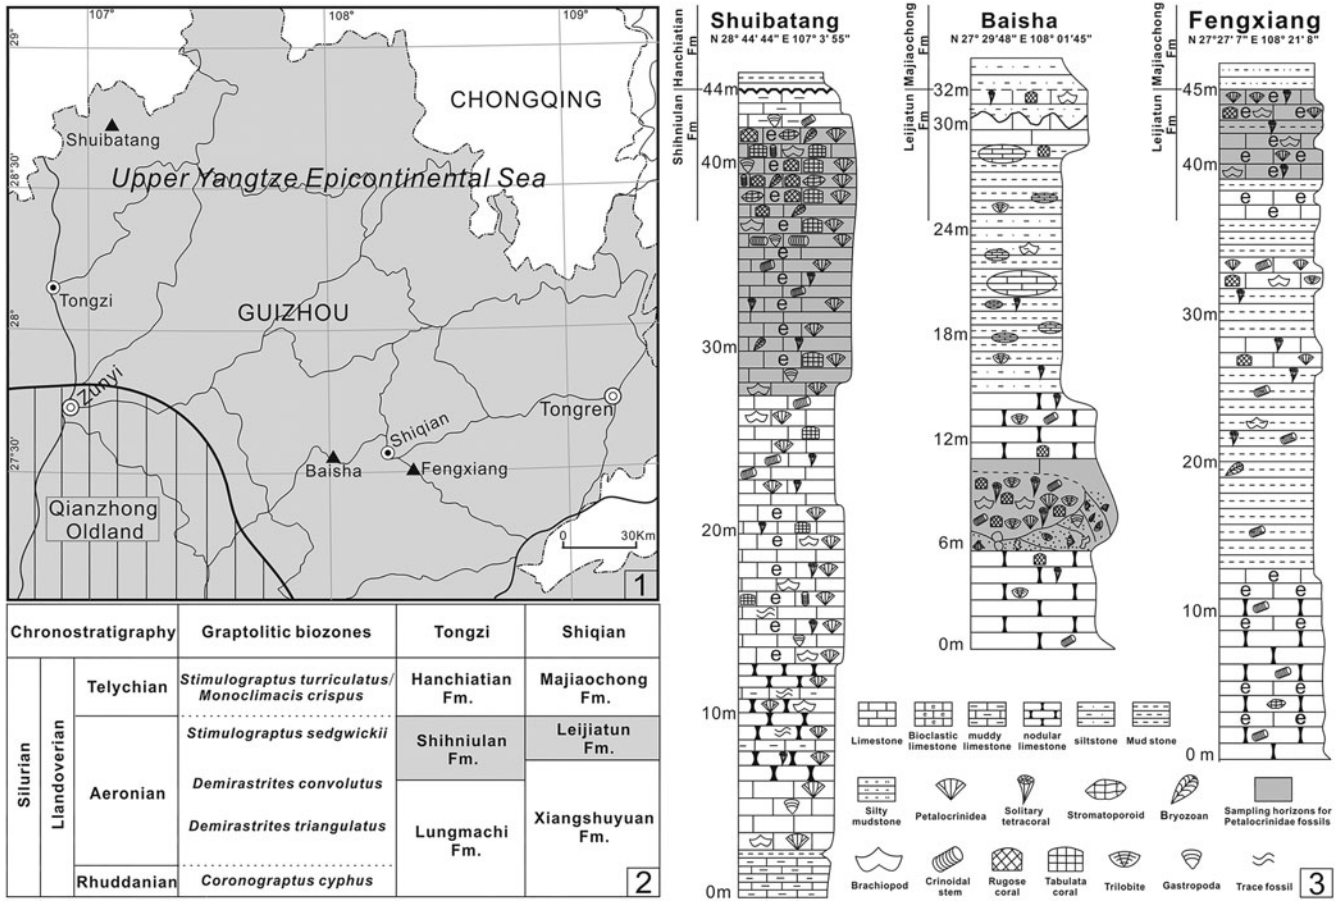 107°
108°
109°
29°
CHONGQING
Shuibatang
28°30'
Upper Yangtze Epicontinental Sea
Tongzi
GUIZHOU
28°
Zunyi
Tongren
Shiqian
27°30'
Baisha
Fengxiang
Qianzhong
Oldland
0 30Km
1
Chronostratigraphy Graptolitic biozones Tongzi Shiqian
Silurian
Llandoverian
Telychian
Stimulograptus turriculatus/
Monoclimacis crispus
Hanchiatian
Fm.
Majiaochong
Fm.
Aeronian
Stimulograptus sedgwickii
Demirastrites convolutus
Demirastrites triangulatus
Shihniulan
Fm.
Leijiatun
Fm.
Lungmachi
Fm.
Xiangshuyuan
Fm.
Rhuddanian
Coronograptus cyphus
2
Shuibatang
N 28° 44' 44" E 107° 3' 55"
Hanchiatian
Fm
Shihniulan
Fm
44m
40m
30m
20m
10m
0m
Baisha
N 27° 29'48" E 108° 01'45"
Majiaochong
Fm
Leijiatun
Fm
32m
30m
24m
18m
12m
6m
0m
Fengxiang
N 27°27' 7" E 108° 21' 8"
Majiaochong
Fm
Leijiatun
Fm
45m
40m
30m
20m
10m
0 m
Limestone
Bioclastic
limestone
muddy
limestone
nodular
limestone
siltstone
Mud stone
Silty
mudstone
Petalocrinidea
Solitary
tetracoral
Stromatoporoid
Bryozoan
Sampling horizons for
Petalocrinidae fossils
Brachiopod
Crinoidal
stem
Rugose
coral
Tabulata
coral
Trilobite
Gastropoda
Trace fossil
3